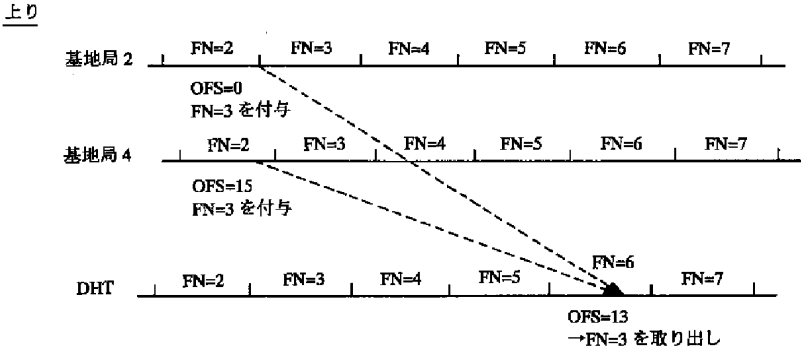 上り
基地局 2 FN=2 FN=3 FN=4 FN=5 FN=6 FN=7
OFS=0
FN=3 を付与
基地局 4 FN=2 FN=3 FN=4 FN=5 FN=6 FN=7
OFS=15
FN=3 を付与
DHT FN=2 FN=3 FN=4 FN=5 FN=6 FN=7
OFS=13
→FN=3 を取り出し